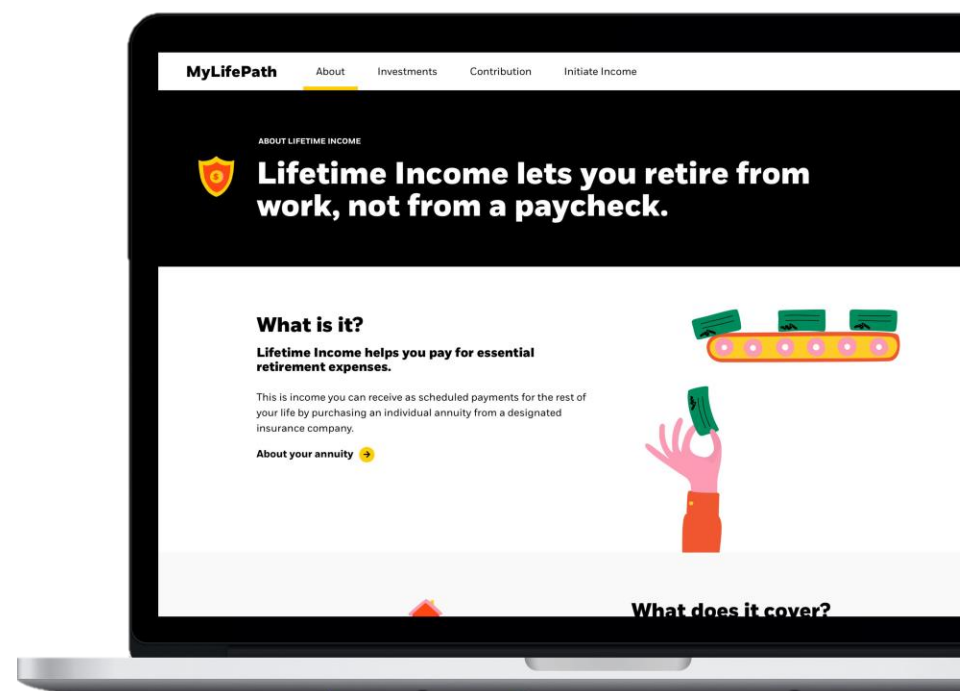 MyLifePath About Investments Contribution Initiate Income
ABOUT LIFETIME INCOME
$
Lifetime Income lets you retire from
work, not from a paycheck.
What is it?
Lifetime Income helps you pay for essential
retirement expenses.
This is income you can receive as scheduled payments for the rest of
your life by purchasing an individual annuity from a designated
insurance company.
About your annuity
What does it cover?